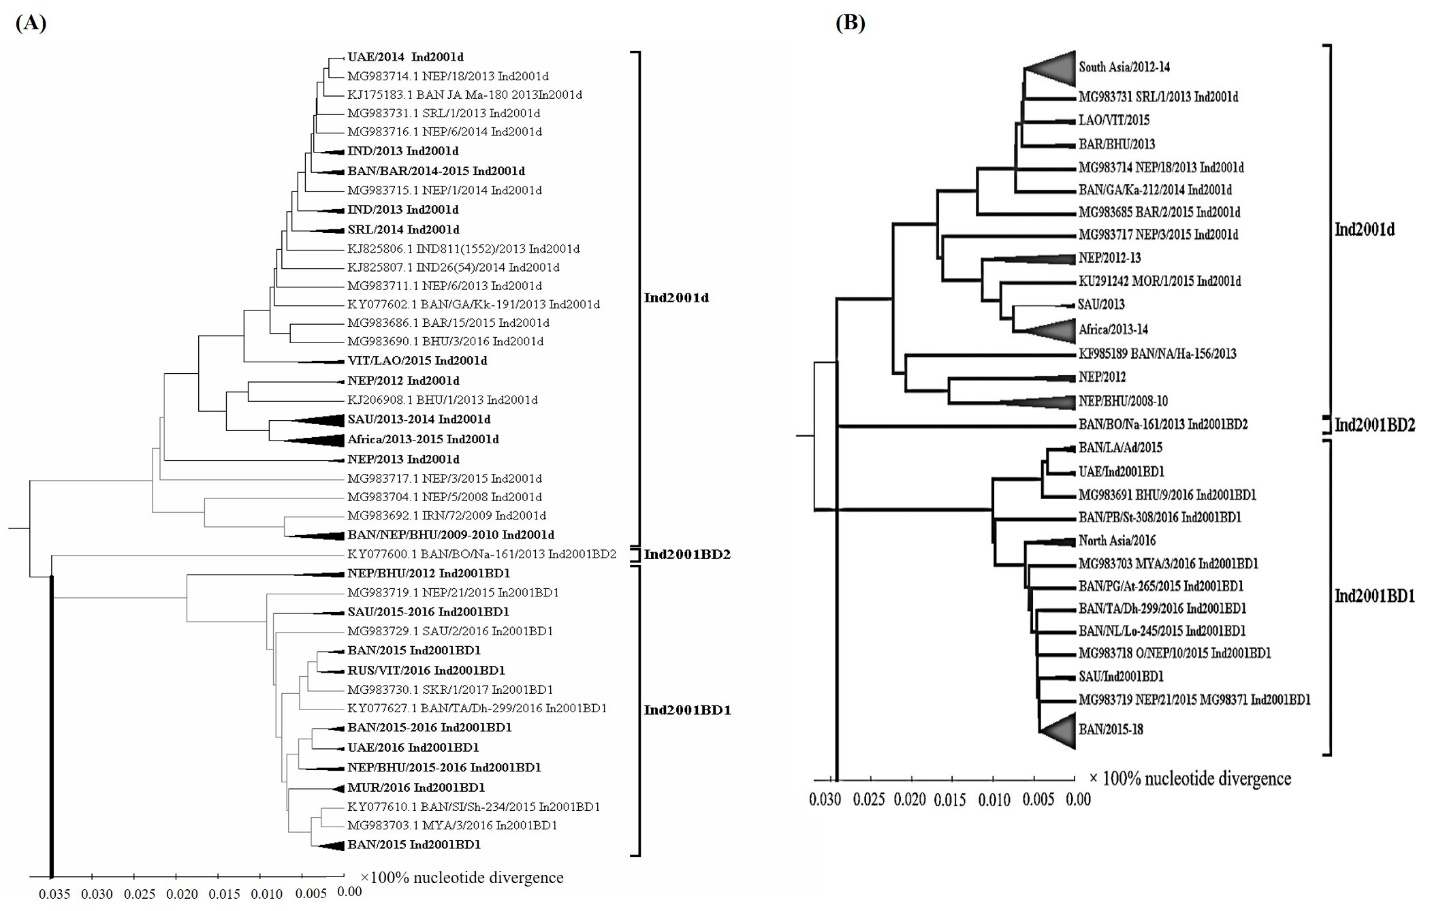 (A)
UAE/2014 Ind2001d
MG983714.1 NEP/18/2013 Ind2001d
KJ175183.1 BAN JA Ma-180 2013In2001d
MG983731.1 SRL/1/2013 Ind2001d
MG983716.1 NEP/6/2014 Ind2001d
IND/2013 Ind2001d
BAN/BAR/2014-2015 Ind2001d
MG983715.1 NEP/1/2014 Ind2001d
IND/2013 Ind2001d
SRL/2014 Ind2001d
KJ825806.1 IND811(1552)/2013 Ind2001d
KJ825807.1 IND26(54)/2014 Ind2001d
MG983711.1 NEP/6/2013 Ind2001d
KY077602.1 BAN/GA/Kk-191/2013 Ind2001d
MG983686.1 BAR/15/2015 Ind2001d
MG983690.1 BHU/3/2016 Ind2001d
VIT/LAO/2015 Ind2001d
NEP/2012 Ind2001d
KJ206908.1 BHU/1/2013 Ind2001d
SAU/2013-2014 Ind2001d
Africa/2013-2015 Ind2001d
NEP/2013 Ind2001d
MG983717.1 NEP/3/2015 Ind2001d
MG983704.1 NEP/5/2008 Ind2001d
MG983692.1 IRN/72/2009 Ind2001d
BAN/NEP/BHU/2009-2010 Ind2001d
KY077600.1 BAN/BO/Na-161/2013 Ind2001BD2
NEP/BHU/2012 Ind2001BD1
MG983719.1 NEP/21/2015 In2001BD1
SAU/2015-2016 Ind2001BD1
MG983729.1 SAU/2/2016 In2001BD1
BAN/2015 Ind2001BD1
RUS/VIT/2016 Ind2001BD1
MG983730.1 SKR/1/2017 In2001BD1
KY077627.1 BAN/TA/Dh-299/2016 In2001BD1
BAN/2015-2016 Ind2001BD1
UAE/2016 Ind2001BD1
NEP/BHU/2015-2016 Ind2001BD1
MUR/2016 Ind2001BD1
KY077610.1 BAN/SI/Sh-234/2015 In2001BD1
MG983703.1 MYA/3/2016 In2001BD1
BAN/2015 Ind2001BD1
Ind2001d
Ind2001BD2
Ind2001BD1
×100% nucleotide divergence
0.035 0.030 0.025 0.020 0.010 0.005 0.00
(B)
South Asia/2012-14
MG983731 SRL/1/2013 Ind2001d
LAO/VIT/2015
BAR/BHU/2013
MG983714 NEP/18/2013 Ind2001d
BAN/GA/Ka-212/2014 Ind2001d
MG983685 BAR/2/2015 Ind2001d
MG983717 NEP/3/2015 Ind2001d
NEP/2012-13
KU291242 MOR/1/2015 Ind2001d
SAU/2013
Africa/2013-14
KF985189 BAN/NA/Ha-156/2013
NEP/2012
NEP/BHU/2008-10
BAN/BO/Na-161/2013 Ind2001BD2
BAN/LA/Ad/2015
UAE/Ind2001BD1
MG983691 BHU/9/2016 Ind2001BD1
BAN/PB/St-308/2016 Ind2001BD1
North Asia/2016
MG983703 MYA/3/2016 Ind2001BD1
BAN/PG/At-265/2015 Ind2001BD1
BAN/TA/Dh-299/2016 Ind2001BD1
BAN/NL/Lo-245/2015 Ind2001BD1
MG983718 O/NEP/10/2015 Ind2001BD1
SAU/Ind2001BD1
MG983719 NEP/21/2015 MG98371 Ind2001BD1
BAN/2015-18
Ind2001d
Ind2001BD2
Ind2001BD1
× 100% nucleotide divergence
0.030 0.025 0.020 0.015 0.010 0.005 0.00